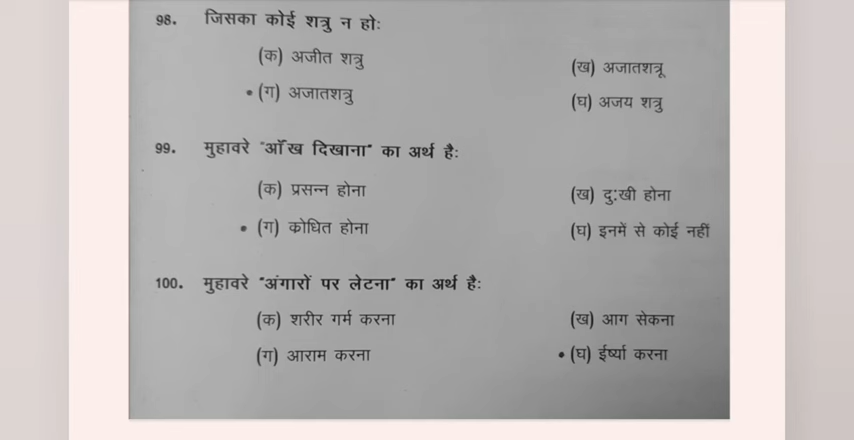 98. जिसका कोई शत्रु न हो:
(क) अजीत शत्रु (ख) अजातशत्रू
• (ग) अजातशत्रु (घ) अजय शत्रु
99. मुहावरे "आँख दिखाना" का अर्थ है:
(क) प्रसन्न होना (ख) दु:खी होना
• (ग) कोधित होना (घ) इनमें से कोई नहीं
100. मुहावरे "अंगारों पर लेटना" का अर्थ है:
(क) शरीर गर्म करना (ख) आग सेकना
(ग) आराम करना • (घ) ईर्ष्या करना